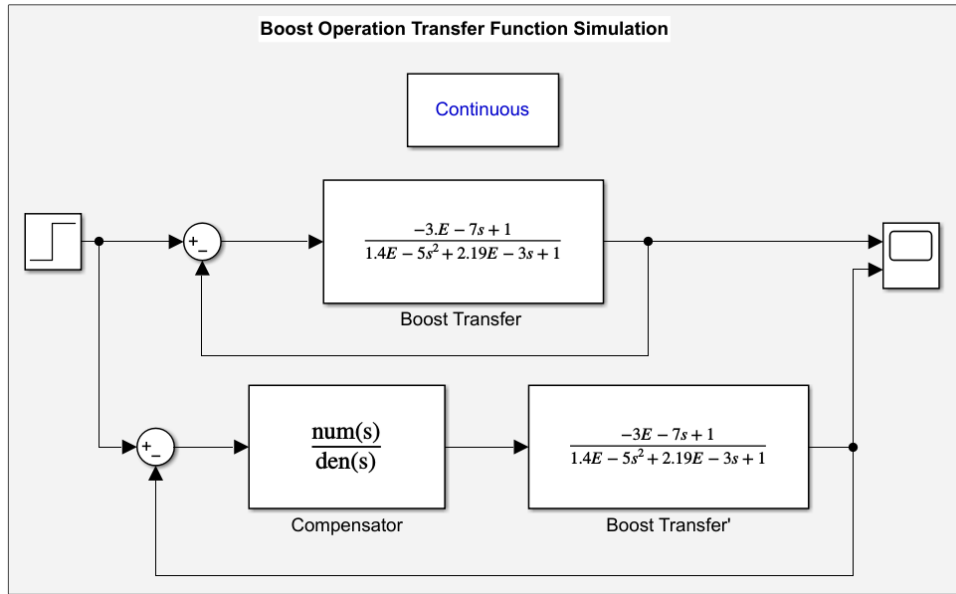 Boost Operation Transfer Function Simulation
Continuous
+
−
−3.E − 7s + 1
1.4E − 5s² + 2.19E − 3s + 1
Boost Transfer
+
−
num(s)
den(s)
−3E − 7s + 1
1.4E − 5s² + 2.19E − 3s + 1
Compensator
Boost Transfer'